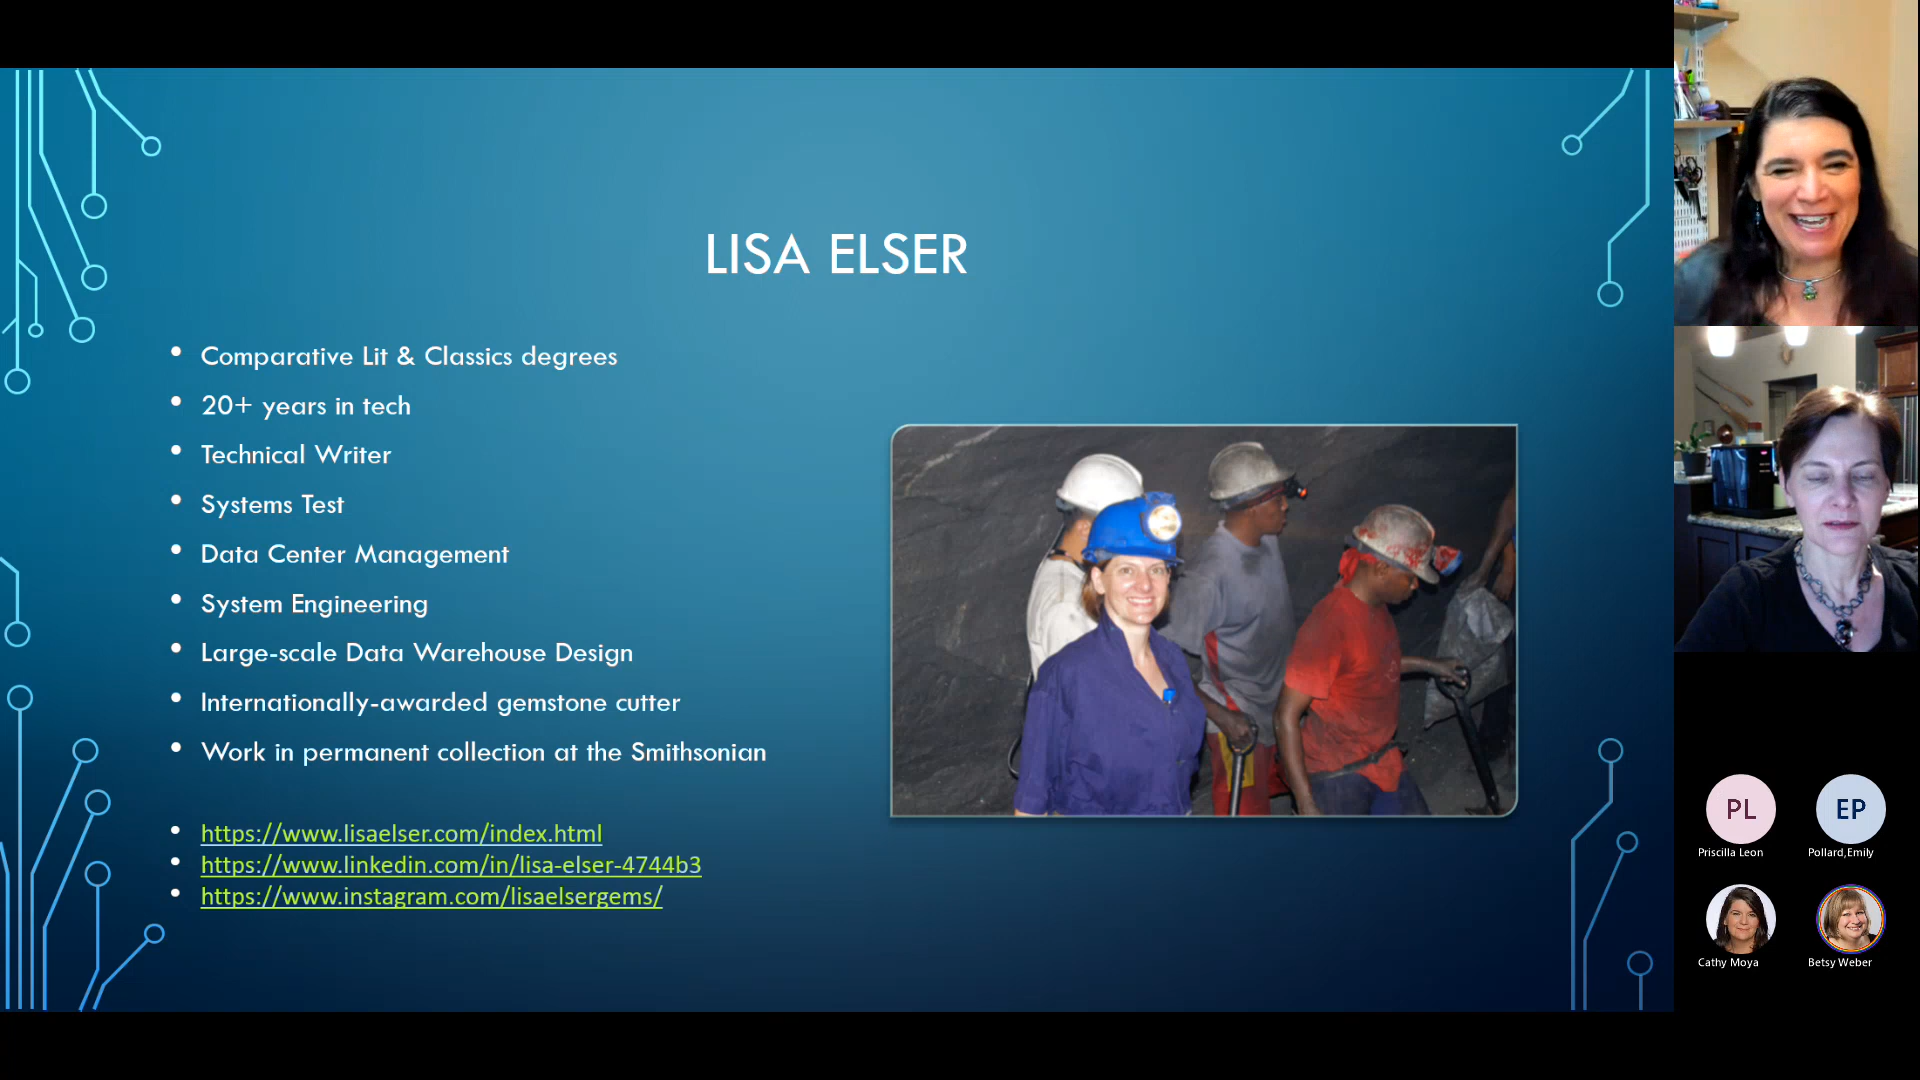 LISA ELSER
Comparative Lit & Classics degrees
20+ years in tech
Technical Writer
Systems Test
Data Center Management
System Engineering
Large-scale Data Warehouse Design
Internationally-awarded gemstone cutter
Work in permanent collection at the Smithsonian
https://www.lisaelser.com/index.html
https://www.linkedin.com/in/lisa-elser-4744b3
https://www.instagram.com/lisaelsergems/
PL
EP
Priscilla Leon
Pollard,Emily
Cathy Moya
Betsy Weber